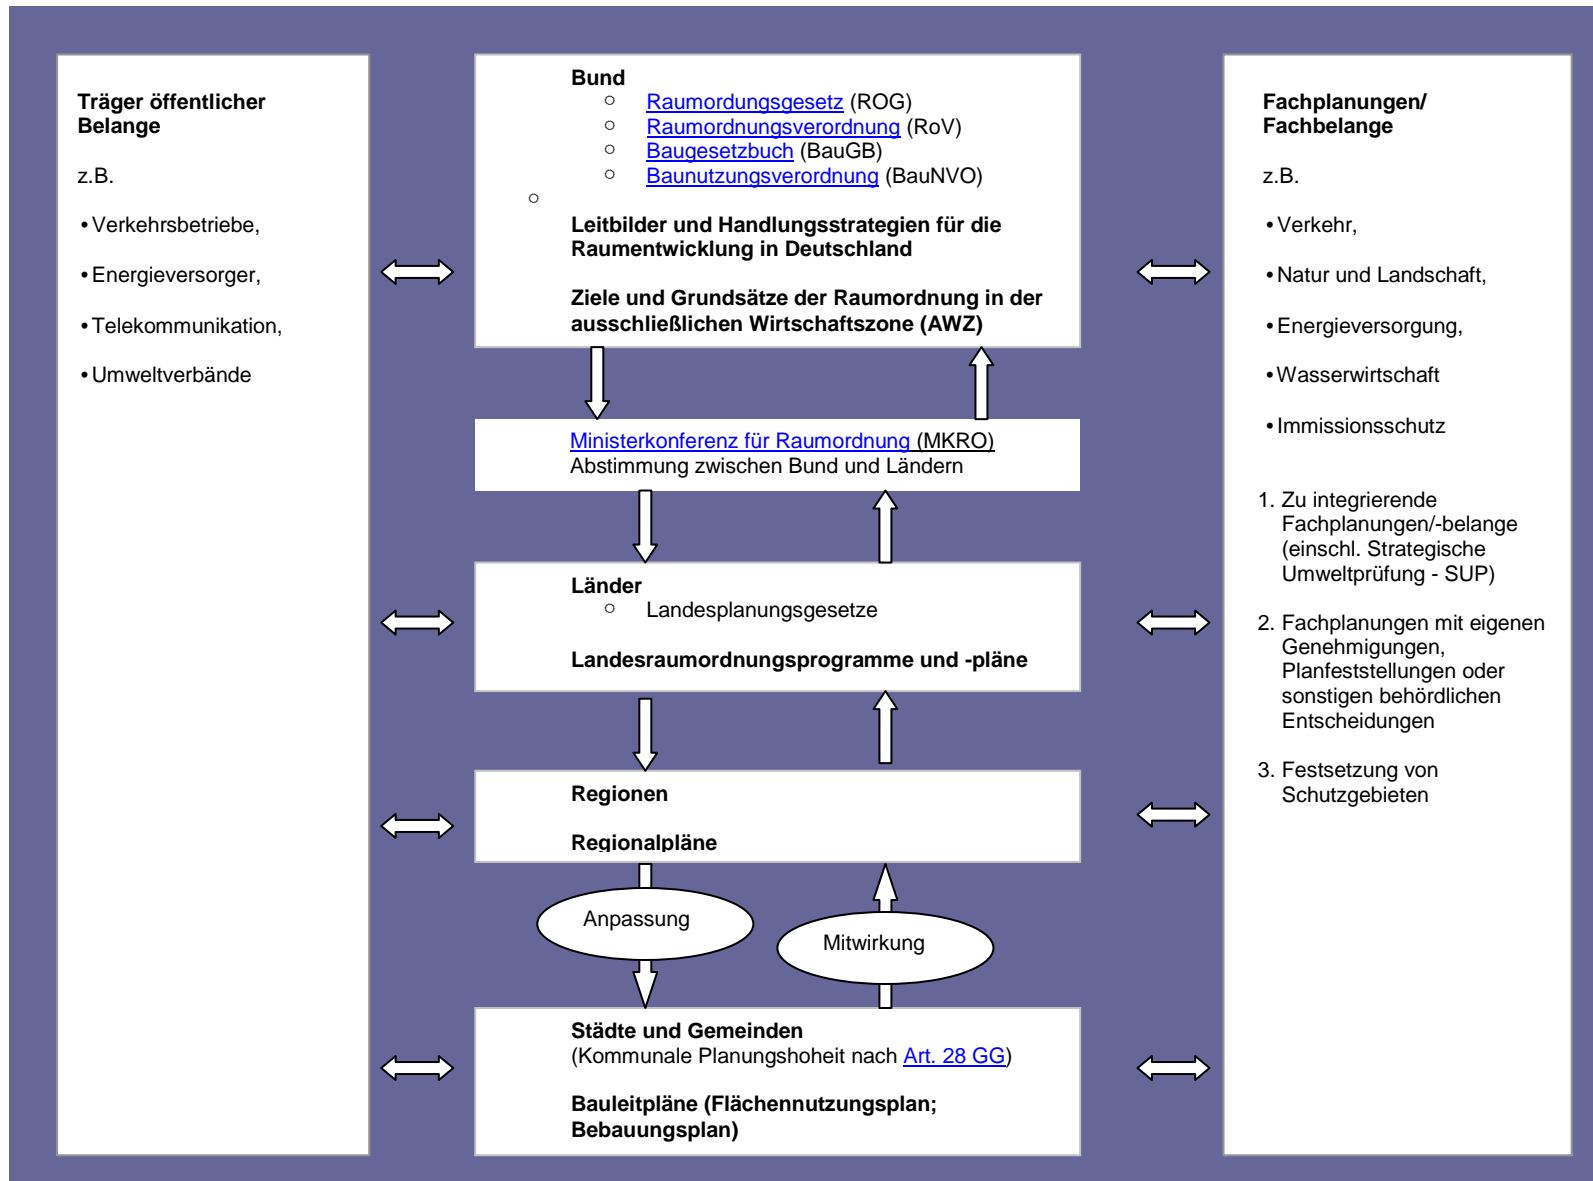 Träger öffentlicher
Belange
z.B.
• Verkehrsbetriebe,
• Energieversorger,
• Telekommunikation,
• Umweltverbände
Bund
○ Raumordungsgesetz (ROG)
○ Raumordnungsverordnung (RoV)
○ Baugesetzbuch (BauGB)
○ Baunutzungsverordnung (BauNVO)
○
Leitbilder und Handlungsstrategien für die
Raumentwicklung in Deutschland
Ziele und Grundsätze der Raumordnung in der
ausschließlichen Wirtschaftszone (AWZ)
Ministerkonferenz für Raumordnung (MKRO)
Abstimmung zwischen Bund und Ländern
Länder
○ Landesplanungsgesetze
Landesraumordnungsprogramme und -pläne
Regionen
Regionalpläne
Anpassung
Mitwirkung
Städte und Gemeinden
(Kommunale Planungshoheit nach Art. 28 GG)
Bauleitpläne (Flächennutzungsplan;
Bebauungsplan)
Fachplanungen/
Fachbelange
z.B.
• Verkehr,
• Natur und Landschaft,
• Energieversorgung,
• Wasserwirtschaft
• Immissionsschutz
1. Zu integrierende
Fachplanungen/-belange
(einschl. Strategische
Umweltprüfung - SUP)
2. Fachplanungen mit eigenen
Genehmigungen,
Planfeststellungen oder
sonstigen behördlichen
Entscheidungen
3. Festsetzung von
Schutzgebieten